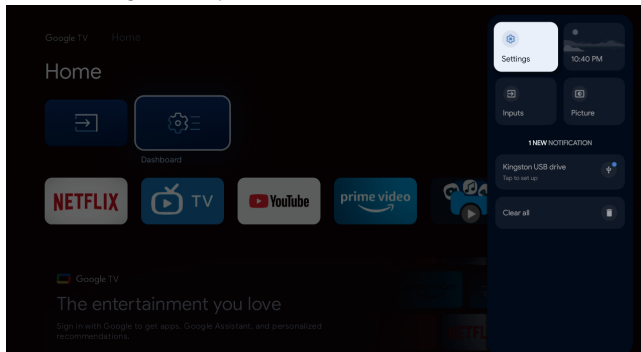 Google TV Home
Home
Dashboard
NETFLIX
TV
YouTube
prime video
Google TV
The entertainment you love
Sign in with Google to get apps, Google Assistant, and personalized
recommendations.
Settings
10:40 PM
Inputs
Picture
1 NEW NOTIFICATION
Kingston USB drive
Tap to set up
Clear all